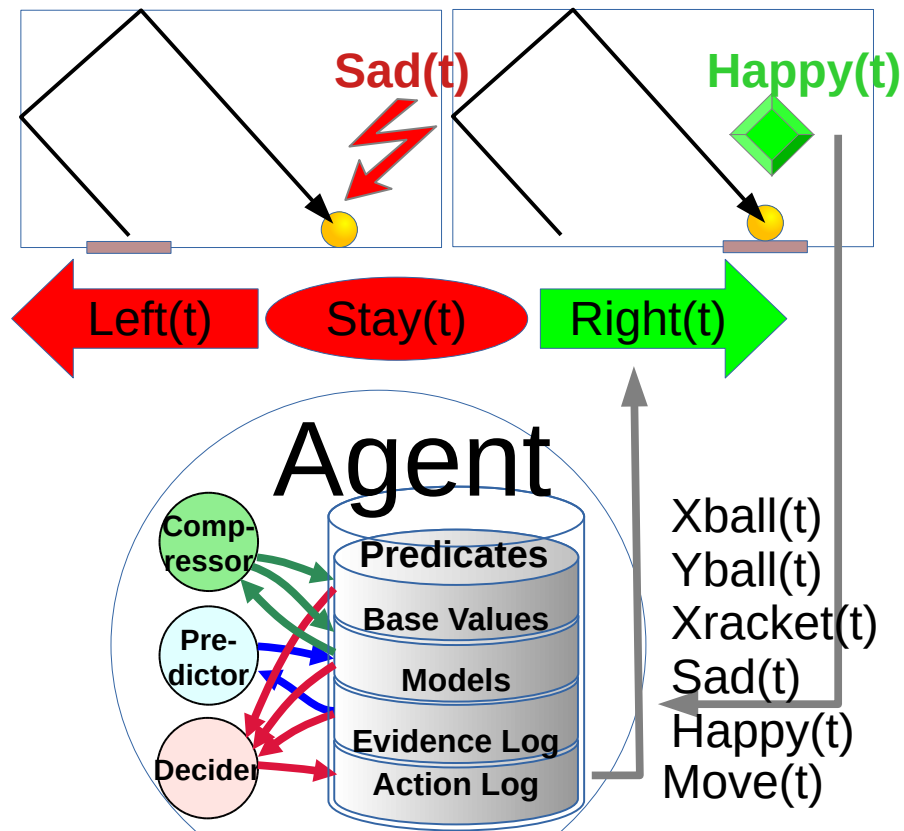 Sad(t)
Happy(t)
Left(t)
Stay(t)
Right(t)
Agent
Comp-
ressor
Pre-
dictor
Decider
Predicates
Base Values
Models
Evidence Log
Action Log
Xball(t)
Yball(t)
Xracket(t)
Sad(t)
Happy(t)
Move(t)